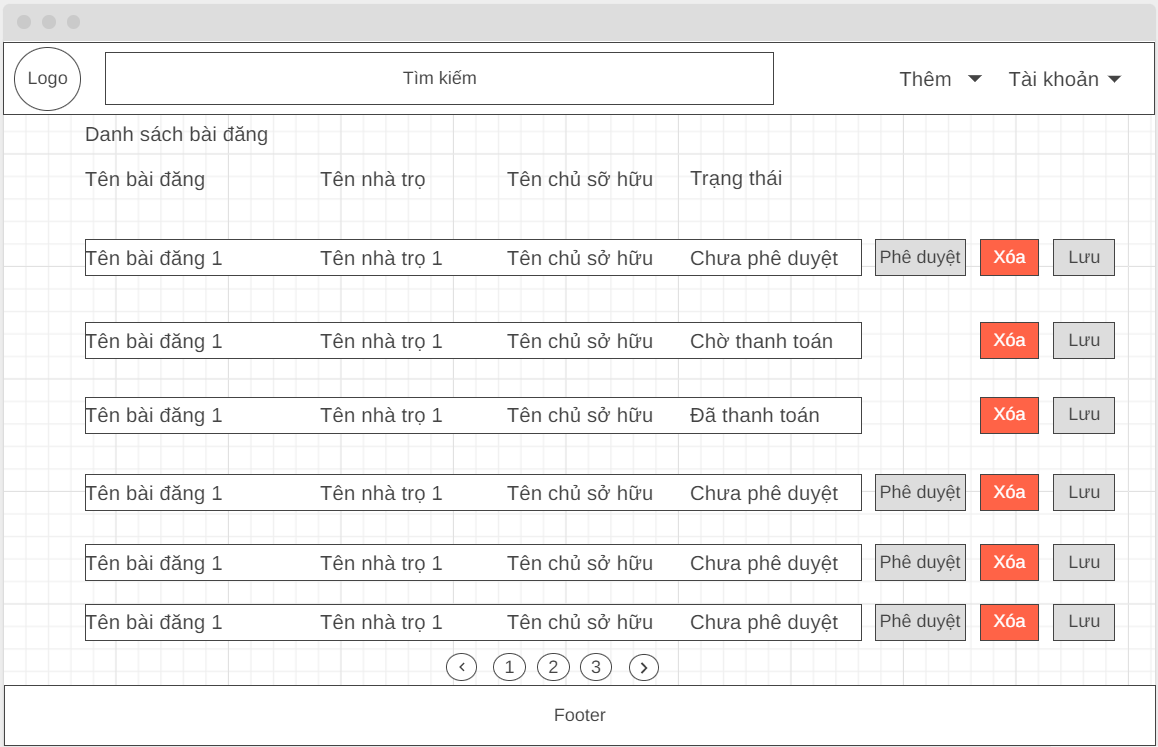 Logo Tìm kiếm Thêm Tài khoản
Danh sách bài đăng
Tên bài đăng Tên nhà trọ Tên chủ sỡ hữu Trạng thái
Tên bài đăng 1 Tên nhà trọ 1 Tên chủ sở hữu Chưa phê duyệt Phê duyệt Xóa Lưu
Tên bài đăng 1 Tên nhà trọ 1 Tên chủ sở hữu Chờ thanh toán Xóa Lưu
Tên bài đăng 1 Tên nhà trọ 1 Tên chủ sở hữu Đã thanh toán Xóa Lưu
Tên bài đăng 1 Tên nhà trọ 1 Tên chủ sở hữu Chưa phê duyệt Phê duyệt Xóa Lưu
Tên bài đăng 1 Tên nhà trọ 1 Tên chủ sở hữu Chưa phê duyệt Phê duyệt Xóa Lưu
Tên bài đăng 1 Tên nhà trọ 1 Tên chủ sở hữu Chưa phê duyệt Phê duyệt Xóa Lưu
1 2 3
Footer